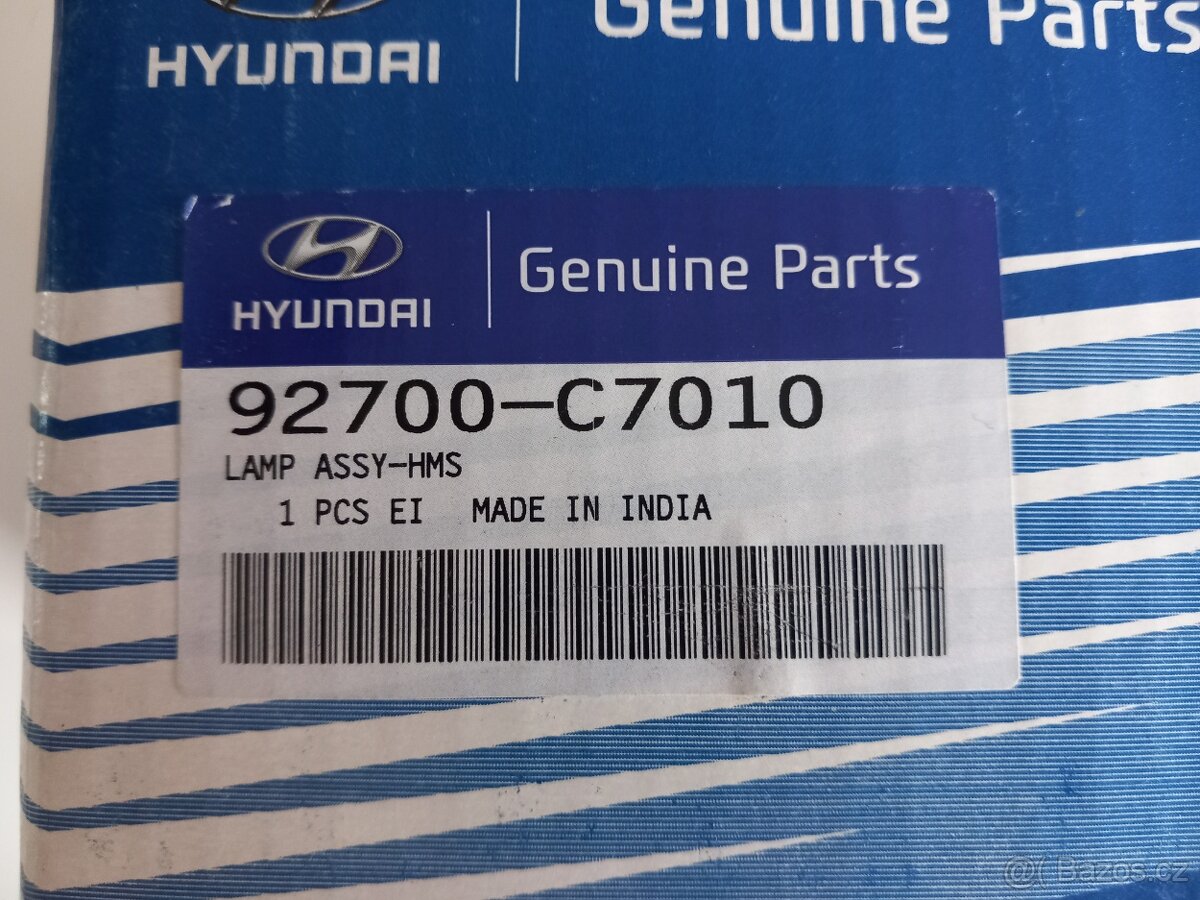 HYUNDAI
Genuine Parts
HYUNDAI
Genuine Parts
92700-C7010
LAMP ASSY-HMS
1 PCS EI MADE IN INDIA
@( Bazos.cz